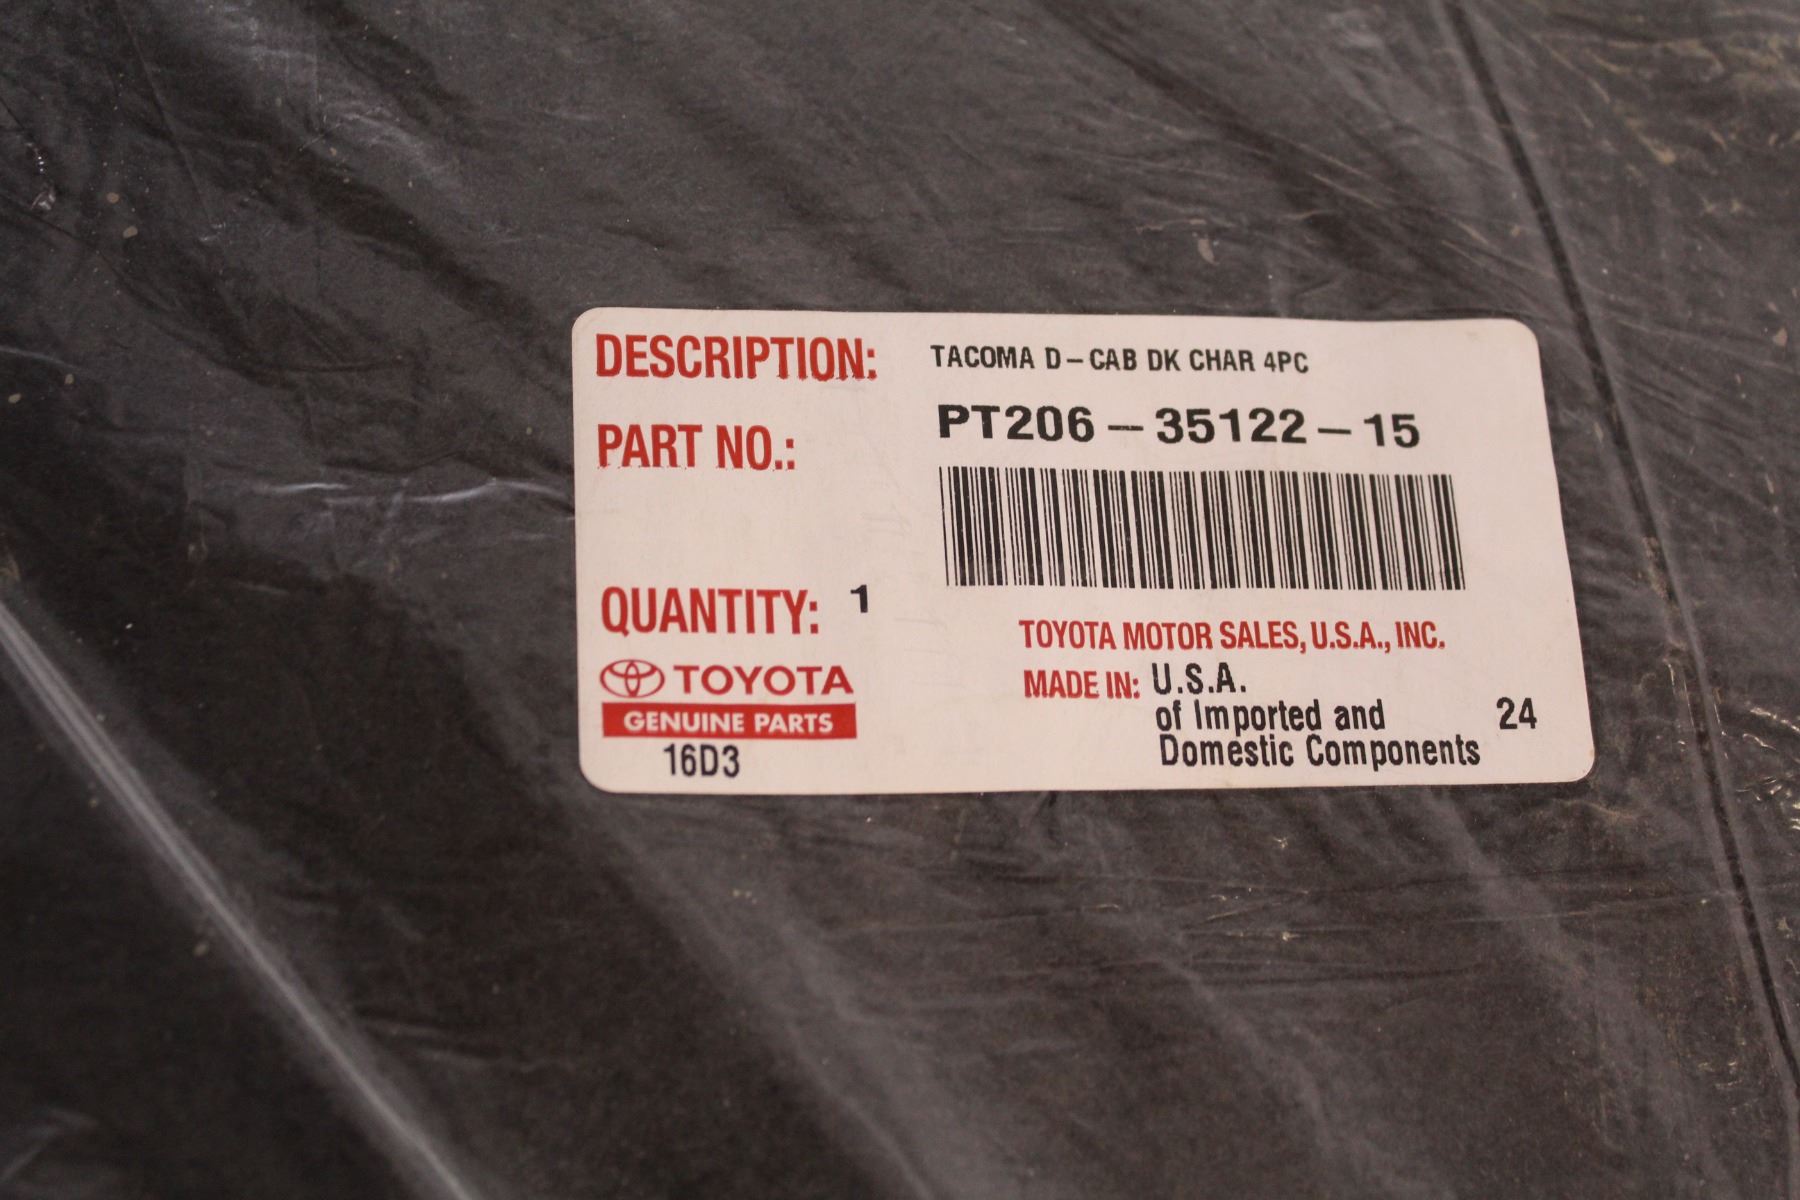 DESCRIPTION: TACOMA D-CAB DK CHAR 4PC
PART NO.: PT206-35122-15
QUANTITY: 1
TOYOTA
GENUINE PARTS
16D3
TOYOTA MOTOR SALES, U.S.A., INC.
MADE IN: U.S.A.
of Imported and
Domestic Components
24